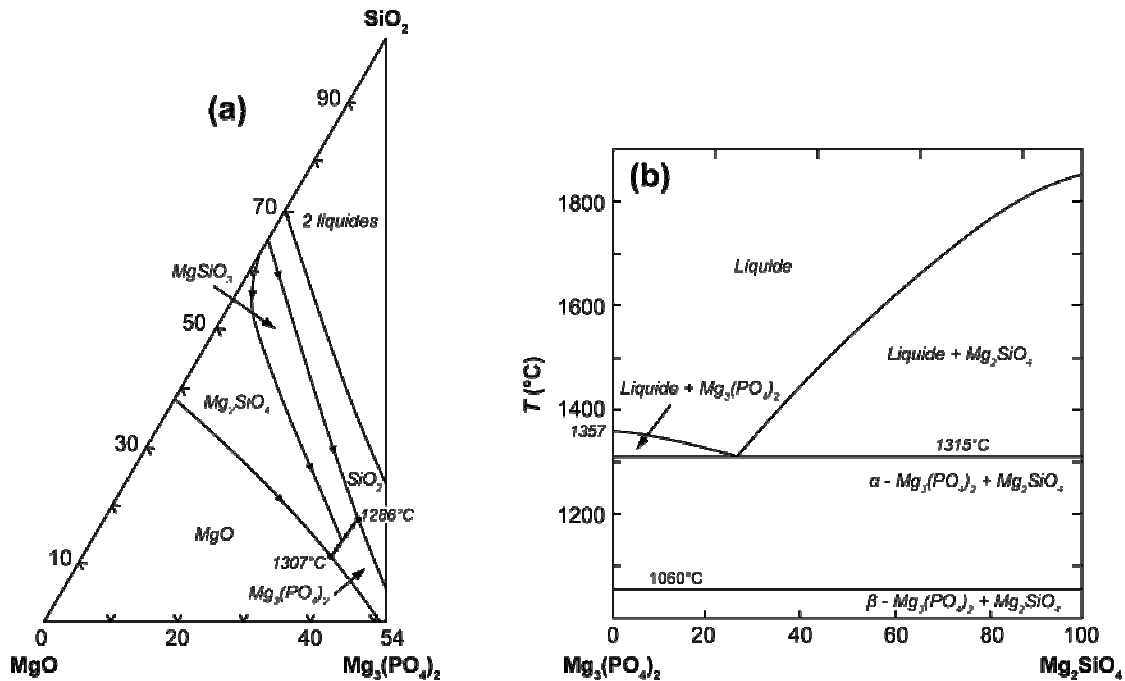 SiO₂
(a)
90
70
2 liquides
MgSiO₃
50
Mg₂SiO₄
30
SiO₂
1286°C
MgO
1307°C
10
Mg₃(PO₄)₂
0
20
40
54
MgO
Mg₃(PO₄)₂
(b)
1800
Liquide
1600
T (°C)
Liquide + Mg₂SiO₄
Liquide + Mg₃(PO₄)₂
1400
1357
1315°C
α - Mg₃(PO₄)₂ + Mg₂SiO₄
1200
1060°C
β - Mg₃(PO₄)₂ + Mg₂SiO₄
0
20
40
60
80
100
Mg₃(PO₄)₂
Mg₂SiO₄